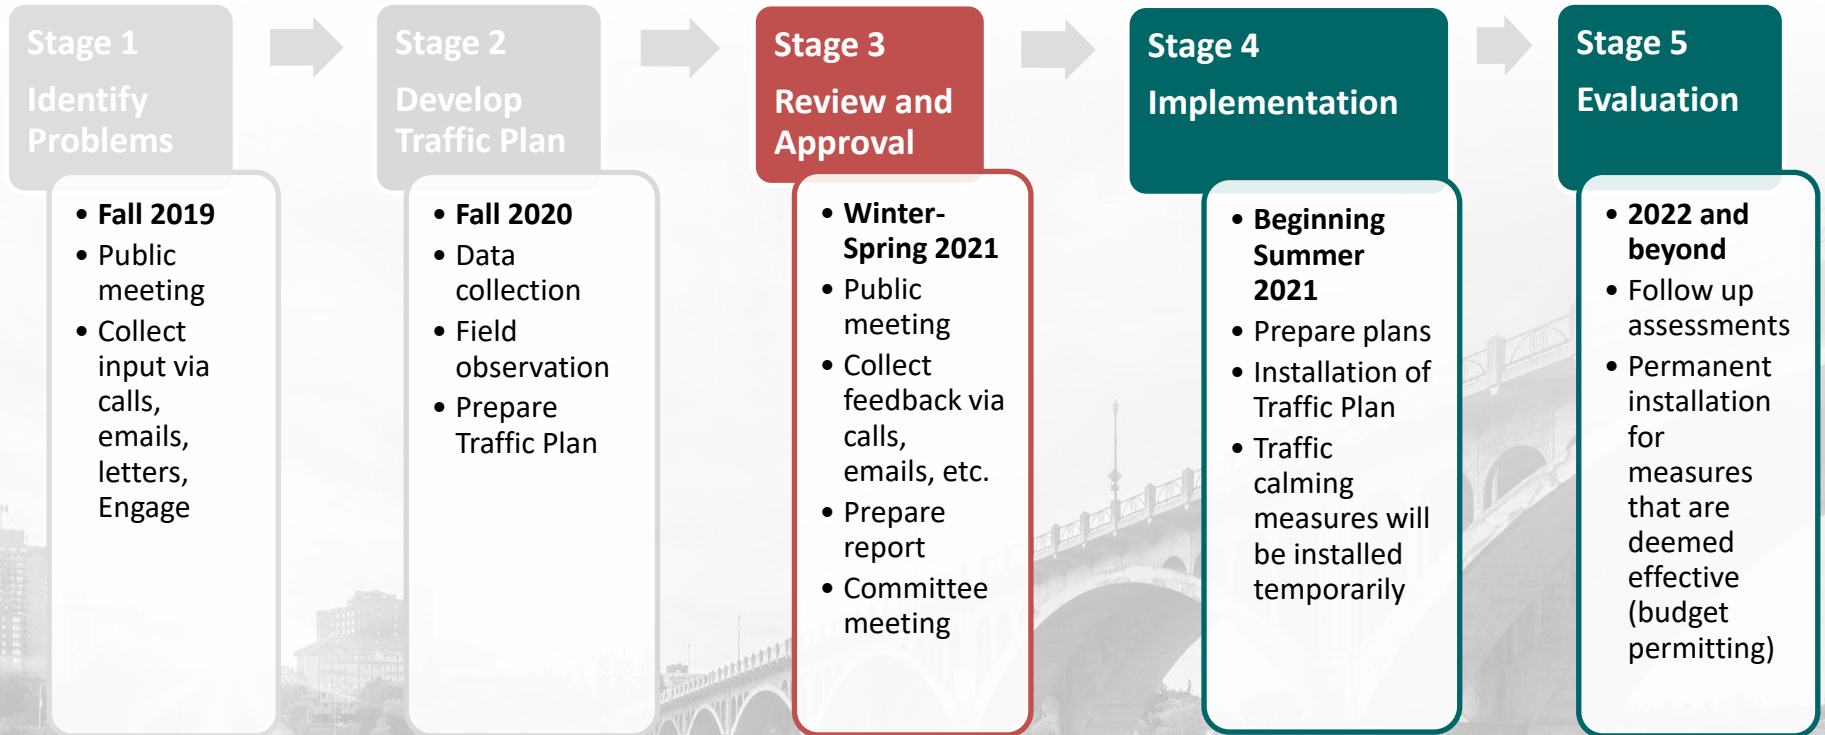 Stage 1
Identify
Problems
• Fall 2019
• Public
meeting
• Collect
input via
calls,
emails,
letters,
Engage
Stage 2
Develop
Traffic Plan
• Fall 2020
• Data
collection
• Field
observation
• Prepare
Traffic Plan
Stage 3
Review and
Approval
• Winter-
Spring 2021
• Public
meeting
• Collect
feedback via
calls,
emails, etc.
• Prepare
report
• Committee
meeting
Stage 4
Implementation
• Beginning
Summer
2021
• Prepare plans
• Installation of
Traffic Plan
• Traffic
calming
measures will
be installed
temporarily
Stage 5
Evaluation
• 2022 and
beyond
• Follow up
assessments
• Permanent
installation
for
measures
that are
deemed
effective
(budget
permitting)